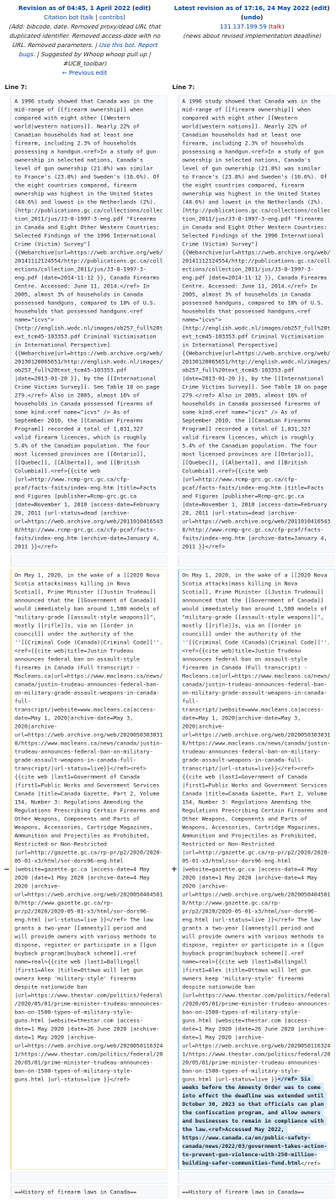 Revision as of 04:45, 1 April 2022 (edit)
Citation bot (talk | contribs)
(Add: bibcode, date. Removed proxy/dead URL that
duplicated identifier. Removed access-date with no
URL. Removed parameters. | Use this bot. Report
bugs. | Suggested by Whoop whoop pull up |
#UCB_toolbar)
← Previous edit
Latest revision as of 17:16, 24 May 2022 (edit)
(undo)
131.137.199.59 (talk)
(news about revised implementation deadline)
Line 7:
Line 7:
A 1996 study showed that Canada was in the
mid-range of [[firearm ownership]] when
compared with eight other [[Western
world|western nations]]. Nearly 22% of
Canadian households had at least one
firearm, including 2.3% of households
possessing a handgun.<ref>In a study of gun
ownership in selected nations, Canada's
level of gun ownership (21.8%) was similar
to France's (23.8%) and Sweden's (16.6%). Of
the eight countries compared, firearm
ownership was highest in the United States
(48.6%) and lowest in the Netherlands (2%).
[http://publications.gc.ca/collections/collec
tion_2011/jus/J3-8-1997-3-eng.pdf "Firearms
in Canada and Eight Other Western Countries:
Selected Findings of the 1996 International
Crime (Victim) Survey"]
{{Webarchive|url=https://web.archive.org/web/
20141112124554/http://publications.gc.ca/coll
ections/collection_2011/jus/J3-8-1997-3-
eng.pdf |date=2014-11-12 }}, Canada Firearms
Centre. Accessed: June 11, 2014.</ref> In
2005, almost 3% of households in Canada
possessed handguns, compared to 18% of U.S.
households that possessed handguns.<ref
name="icvs">
[http://english.wodc.nl/images/ob257_full%20t
ext_tcm45-103353.pdf Criminal Victimisation
in International Perspective]
{{Webarchive|url=https://web.archive.org/web/
20130120086551/http://english.wodc.nl/images/
ob257_full%20text_tcm45-103353.pdf
|date=2013-01-20 }}, by the International
Crime Victims Survey]]. See Table 18 on page
279.</ref> Also in 2005, almost 16% of
households in Canada possessed firearms of
some kind.<ref name="icvs" /> As of
September 2010, the [[Canadian Firearms
Program]] recorded a total of 1,831,327
valid firearm licences, which is roughly
5.4% of the Canadian population. The four
most licensed provinces are [[Ontario]],
[[Quebec]], [[Alberta]], and [[British
Columbia]].<ref>{{cite web
|url=http://www.rcmp-grc.gc.ca/cfp-
pcaf/facts-faits/index-eng.htm |title=Facts
and Figures |publisher=Rcmp-grc.gc.ca
|date=November 1, 2010 |access-date=February
20, 2011 |url-status=dead |archive-
url=https://web.archive.org/web/2011010416543
0/http://www.rcmp-grc.gc.ca/cfp-pcaf/facts-
faits/index-eng.htm |archive-date=January 4,
2011 }}</ref>
A 1996 study showed that Canada was in the
mid-range of [[firearm ownership]] when
compared with eight other [[Western
world|western nations]]. Nearly 22% of
Canadian households had at least one
firearm, including 2.3% of households
possessing a handgun.<ref>In a study of gun
ownership in selected nations, Canada's
level of gun ownership (21.8%) was similar
to France's (23.8%) and Sweden's (16.6%). Of
the eight countries compared, firearm
ownership was highest in the United States
(48.6%) and lowest in the Netherlands (2%).
[http://publications.gc.ca/collections/collec
tion_2011/jus/J3-8-1997-3-eng.pdf "Firearms
in Canada and Eight Other Western Countries:
Selected Findings of the 1996 International
Crime (Victim) Survey"]
{{Webarchive|url=https://web.archive.org/web/
20141112124554/http://publications.gc.ca/coll
ections/collection_2011/jus/J3-8-1997-3-
eng.pdf |date=2014-11-12 }}, Canada Firearms
Centre. Accessed: June 11, 2014.</ref> In
2005, almost 3% of households in Canada
possessed handguns, compared to 18% of U.S.
households that possessed handguns.<ref
name="icvs">
[http://english.wodc.nl/images/ob257_full%20t
ext_tcm45-103353.pdf Criminal Victimisation
in International Perspective]
{{Webarchive|url=https://web.archive.org/web/
20130120086551/http://english.wodc.nl/images/
ob257_full%20text_tcm45-103353.pdf
|date=2013-01-20 }}, by the International
Crime Victims Survey]]. See Table 18 on page
279.</ref> Also in 2005, almost 16% of
households in Canada possessed firearms of
some kind.<ref name="icvs" /> As of
September 2010, the [[Canadian Firearms
Program]] recorded a total of 1,831,327
valid firearm licences, which is roughly
5.4% of the Canadian population. The four
most licensed provinces are [[Ontario]],
[[Quebec]], [[Alberta]], and [[British
Columbia]].<ref>{{cite web
|url=http://www.rcmp-grc.gc.ca/cfp-
pcaf/facts-faits/index-eng.htm |title=Facts
and Figures |publisher=Rcmp-grc.gc.ca
|date=November 1, 2010 |access-date=February
20, 2011 |url-status=dead |archive-
url=https://web.archive.org/web/2011010416543
0/http://www.rcmp-grc.gc.ca/cfp-pcaf/facts-
faits/index-eng.htm |archive-date=January 4,
2011 }}</ref>
−
On May 1, 2020, in the wake of a [[2020 Nova
Scotia attacks|mass killing in Nova
Scotia]], Prime Minister [[Justin Trudeau]]
announced that the [[Government of Canada]]
would immediately ban around 1,500 models of
"military-grade [[assault-style weapons]]",
mostly [[rifle]]s, via an [[order in
council]] under the authority of the
''[[Criminal Code (Canada)|Criminal Code]]''.
<ref>{{cite web|title=Justin Trudeau
announces federal ban on assault-style
firearms in Canada (Full transcript) -
Macleans.ca|url=https://www.macleans.ca/news/
canada/justin-trudeau-announces-federal-ban-
on-military-grade-assault-weapons-in-canada-
full-
transcript/|website=www.macleans.ca|access-
date=May 1, 2020|archive-date=May 3,
2020|archive-
url=https://web.archive.org/web/2020050303831
8/https://www.macleans.ca/news/canada/justin-
trudeau-announces-federal-ban-on-military-
grade-assault-weapons-in-canada-full-
transcript/|url-status=live}}</ref><ref>
{{cite web |last1=Government of Canada
|first1=Public Works and Government Services
Canada |title=Canada Gazette, Part 2, Volume
154, Number 3: Regulations Amending the
Regulations Prescribing Certain Firearms and
Other Weapons, Components and Parts of
Weapons, Accessories, Cartridge Magazines,
Ammunition and Projectiles as Prohibited,
Restricted or Non-Restricted
|url=http://gazette.gc.ca/rp-pr/p2/2020/2020-
05-01-x3/html/sor-dors96-eng.html
|website=gazette.gc.ca |access-date=4 May
2020 |date=1 May 2020 |archive-date=4 May
2020 |archive-
url=https://web.archive.org/web/2020050404581
0/http://www.gazette.gc.ca/rp-
pr/p2/2020/2020-05-01-x3/html/sor-dors96-
eng.html |url-status=live }}</ref> The law
grants a two-year [[amnesty]] period and
will provide owners with various methods to
dispose, register or participate in a [[gun
buyback program|buyback scheme]].<ref
name=real>{{cite web |last=Ballingall
|first1=Alex |title=Ottawa will let gun
owners keep 'military-style' firearms
despite nationwide ban
|url=https://www.thestar.com/politics/federal
/2020/05/01/prime-minister-trudeau-announces-
ban-on-1500-types-of-military-style-
guns.html |website=thestar.com |access-date=1
May 2020 |date=26 June 2020 |archive-date=1
May 2020 |archive-
url=https://web.archive.org/web/2020050116324
1/https://www.thestar.com/politics/federal/20
20/05/01/prime-minister-trudeau-announces-
ban-on-1500-types-of-military-style-
guns.html |url-status=live }}</ref>
+
On May 1, 2020, in the wake of a [[2020 Nova
Scotia attacks|mass killing in Nova
Scotia]], Prime Minister [[Justin Trudeau]]
announced that the [[Government of Canada]]
would immediately ban around 1,500 models of
"military-grade [[assault-style weapons]]",
mostly [[rifle]]s, via an [[order in
council]] under the authority of the
''[[Criminal Code (Canada)|Criminal Code]]''.
<ref>{{cite web|title=Justin Trudeau
announces federal ban on assault-style
firearms in Canada (Full transcript) -
Macleans.ca|url=https://www.macleans.ca/news/
canada/justin-trudeau-announces-federal-ban-
on-military-grade-assault-weapons-in-canada-
full-
transcript/|website=www.macleans.ca|access-
date=May 1, 2020|archive-date=May 3,
2020|archive-
url=https://web.archive.org/web/2020050303831
8/https://www.macleans.ca/news/canada/justin-
trudeau-announces-federal-ban-on-military-
grade-assault-weapons-in-canada-full-
transcript/|url-status=live}}</ref><ref>
{{cite web |last1=Government of Canada
|first1=Public Works and Government Services
Canada |title=Canada Gazette, Part 2, Volume
154, Number 3: Regulations Amending the
Regulations Prescribing Certain Firearms and
Other Weapons, Components and Parts of
Weapons, Accessories, Cartridge Magazines,
Ammunition and Projectiles as Prohibited,
Restricted or Non-Restricted
|url=http://gazette.gc.ca/rp-pr/p2/2020/2020-
05-01-x3/html/sor-dors96-eng.html
|website=gazette.gc.ca |access-date=4 May
2020 |date=1 May 2020 |archive-date=4 May
2020 |archive-
url=https://web.archive.org/web/2020050404581
0/http://www.gazette.gc.ca/rp-
pr/p2/2020/2020-05-01-x3/html/sor-dors96-
eng.html |url-status=live }}</ref> The law
grants a two-year [[amnesty]] period and
will provide owners with various methods to
dispose, register or participate in a [[gun
buyback program|buyback scheme]].<ref
name=real>{{cite web |last=Ballingall
|first1=Alex |title=Ottawa will let gun
owners keep 'military-style' firearms
despite nationwide ban
|url=https://www.thestar.com/politics/federal
/2020/05/01/prime-minister-trudeau-announces-
ban-on-1500-types-of-military-style-
guns.html |website=thestar.com |access-date=1
May 2020 |date=26 June 2020 |archive-date=1
May 2020 |archive-
url=https://web.archive.org/web/2020050116324
1/https://www.thestar.com/politics/federal/20
20/05/01/prime-minister-trudeau-announces-
ban-on-1500-types-of-military-style-
guns.html |url-status=live }}</ref> Six
weeks before the Amnesty Order was to come
into effect the deadline was extended until
October 30, 2023 so that officials can plan
the confiscation program, and allow owners
and businesses to remain in compliance with
the law.<ref>Accessed May 2022,
https://www.canada.ca/en/public-safety-
canada/news/2022/03/government-takes-action-
to-prevent-gun-violence-with-250-million-
building-safer-communities-fund.html</ref>
==History of firearm laws in Canada==
==History of firearm laws in Canada==